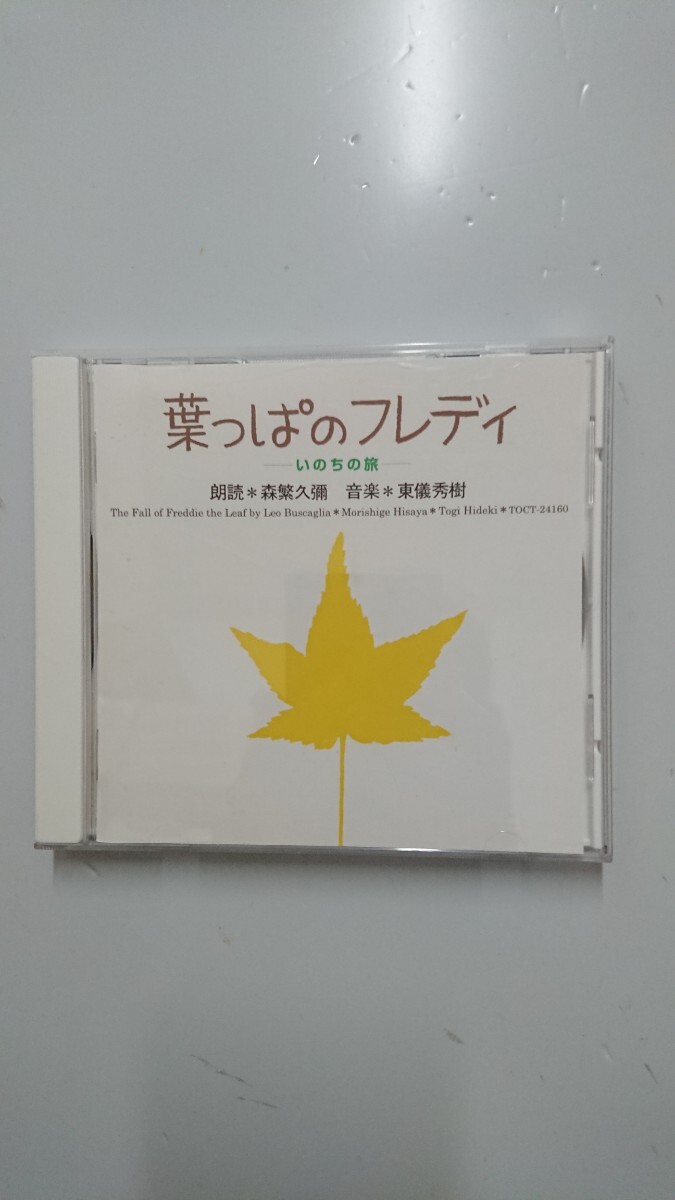 葉っぱのフレディ
いのちの旅
朗読＊森繁久彌　音楽＊東儀秀樹
The Fall of Freddie the Leaf by Leo Buscaglia＊Morishige Hisaya＊Togi Hideki＊TOCT-24160